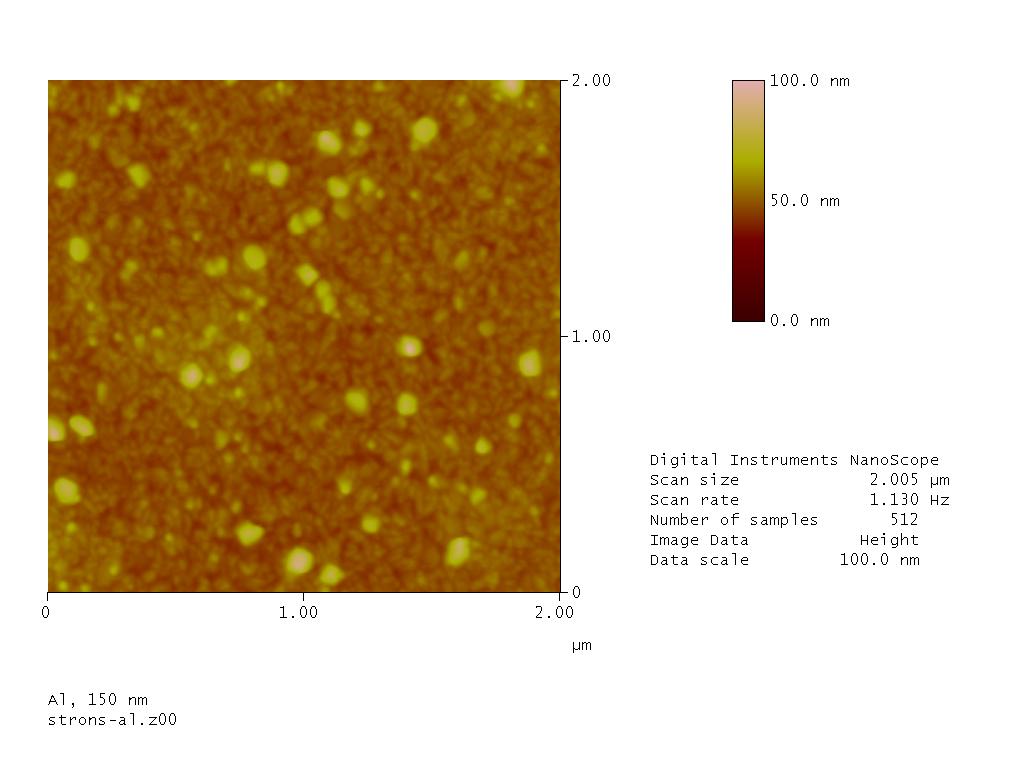 2.00
1.00
0
0 1.00 2.00
µm
100.0 nm
50.0 nm
0.0 nm
Digital Instruments NanoScope
Scan size 2.005 µm
Scan rate 1.130 Hz
Number of samples 512
Image Data Height
Data scale 100.0 nm
Al, 150 nm
strons-al.z00